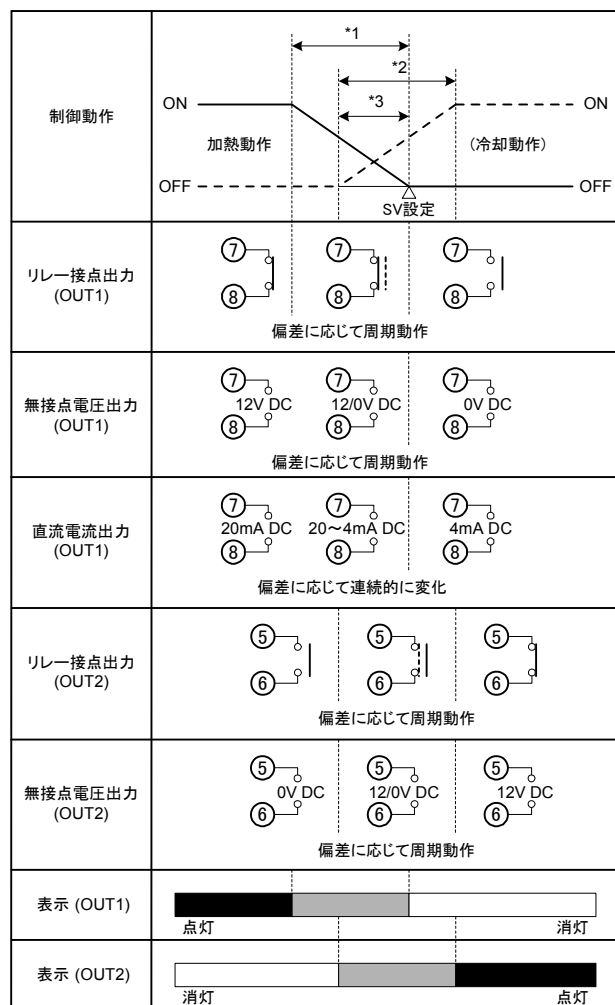 制御動作
*1
*2
*3
ON
ON
加熱動作
(冷却動作)
OFF
OFF
SV設定
リレー接点出力
(OUT1)
⑦
⑦
⑦
⑧
⑧
⑧
偏差に応じて周期動作
無接点電圧出力
(OUT1)
⑦
⑦
⑦
12V DC
12/0V DC
0V DC
⑧
⑧
⑧
偏差に応じて周期動作
直流電流出力
(OUT1)
⑦
⑦
⑦
20mA DC
20～4mA DC
4mA DC
⑧
⑧
⑧
偏差に応じて連続的に変化
リレー接点出力
(OUT2)
⑤
⑤
⑤
⑥
⑥
⑥
偏差に応じて周期動作
無接点電圧出力
(OUT2)
⑤
⑤
⑤
0V DC
12/0V DC
12V DC
⑥
⑥
⑥
偏差に応じて周期動作
表示 (OUT1)
点灯
消灯
表示 (OUT2)
消灯
点灯